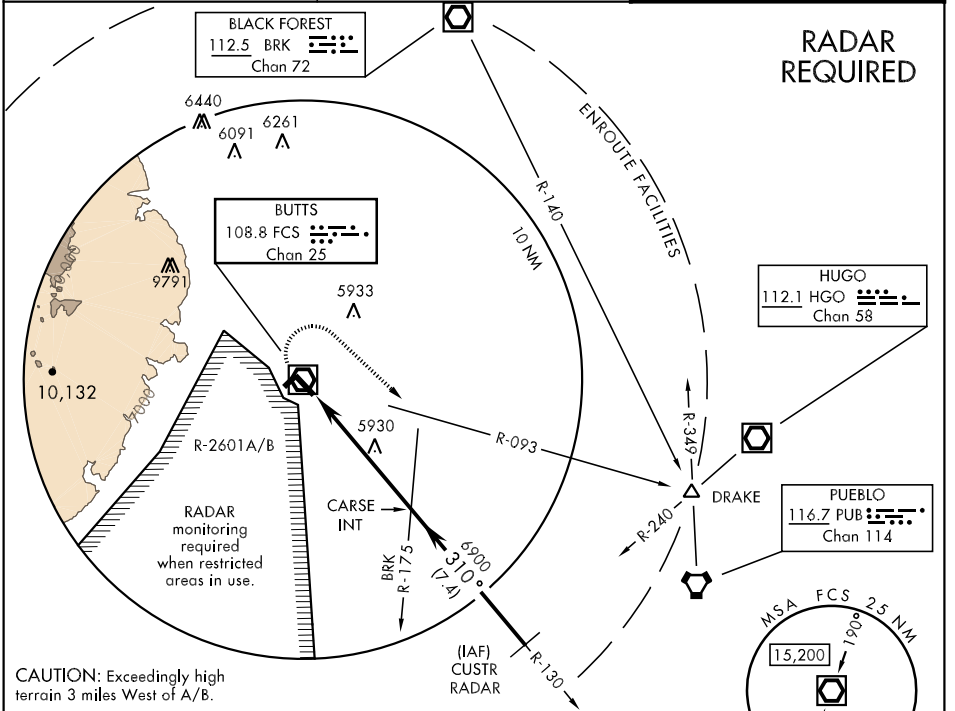 BLACK FOREST
112.5 BRK
Chan 72
RADAR
REQUIRED
6440
6091
6261
ENROUTE FACILITIES
R-140
10 NM
BUTTS
108.8 FCS
Chan 25
9791
5933
HUGO
112.1 HGO
Chan 58
10,132
7000
R-349
5930
R-093
R-2601A/B
DRAKE
PUEBLO
116.7 PUB
Chan 114
CARSE
INT
RADAR
monitoring
required
when restricted
areas in use.
R-240
BRK
R-175
6900
310°
(7.4)
MSA FCS 25 NM
190°
15,200
(IAF)
CUSTR
RADAR
R-130
CAUTION: Exceedingly high
terrain 3 miles West of A/B.